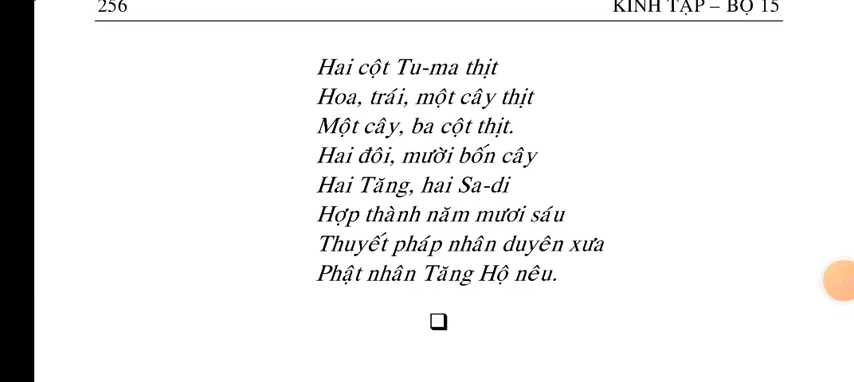 256 KINH TẬP – BỘ 15
Hai cột Tu-ma thịt
Hoa, trái, một cây thịt
Một cây, ba cột thịt.
Hai đôi, mười bốn cây
Hai Tăng, hai Sa-di
Hợp thành năm mươi sáu
Thuyết pháp nhân duyên xưa
Phật nhân Tăng Hộ nêu.